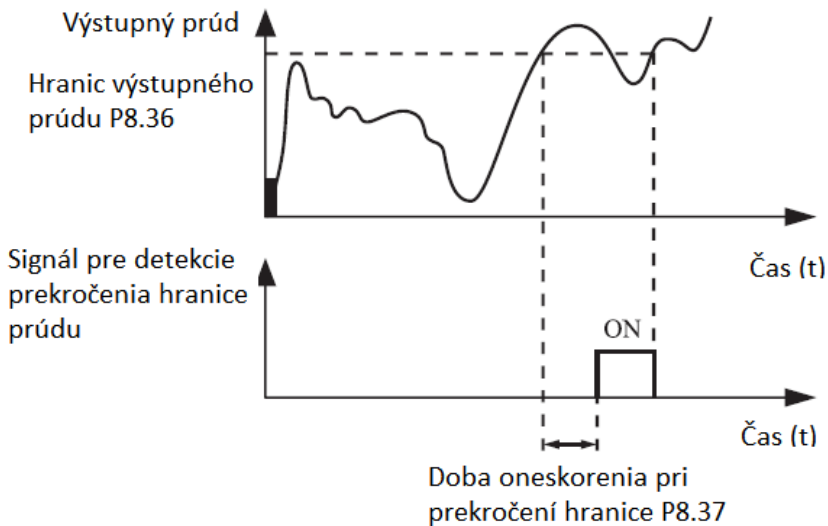 Výstupný prúd
Hranic výstupného
prúdu P8.36
Čas (t)
Signál pre detekcie
prekročenia hranice
prúdu
ON
Čas (t)
Doba oneskorenia pri
prekročení hranice P8.37